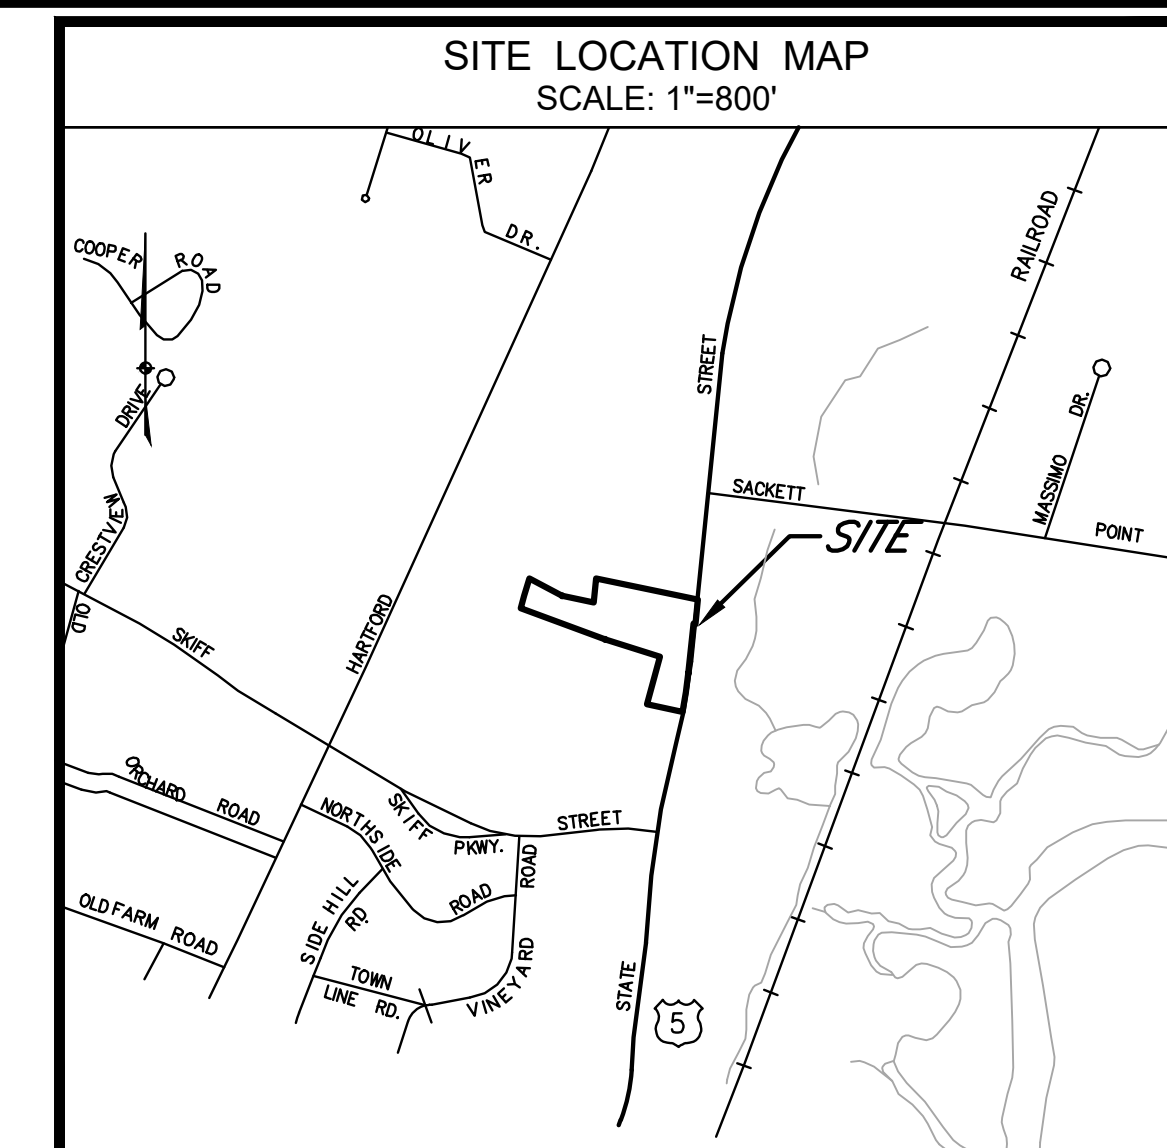 SITE LOCATION MAP
SCALE: 1"=800'
OLIVER
DR.
COOPER
ROAD
RAILROAD
STREET
DRIVE
CRESTVIEW
MASSIMO
DR.
SACKETT
POINT
SITE
OLD
SKIFF
HARTFORD
ORCHARD
ROAD
NORTHSIDE
ROAD
SKIFF
PKWY.
STREET
ROAD
VINEYARD
SIDE HILL
RD.
OLD FARM ROAD
TOWN
LINE RD.
STATE
5